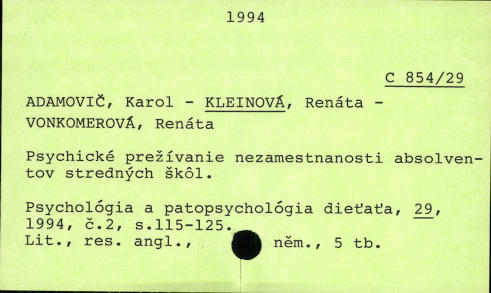 1994
C 854/29
ADAMOVIČ, Karol - KLEINOVÁ, Renáta -
VONKOMEROVÁ, Renáta
Psychické prežívanie nezamestnanosti absolven-
tov stredných škôl.
Psychológia a patopsychológia dieťaťa, 29,
1994, č.2, s.115-125.
Lit., res. angl., něm., 5 tb.